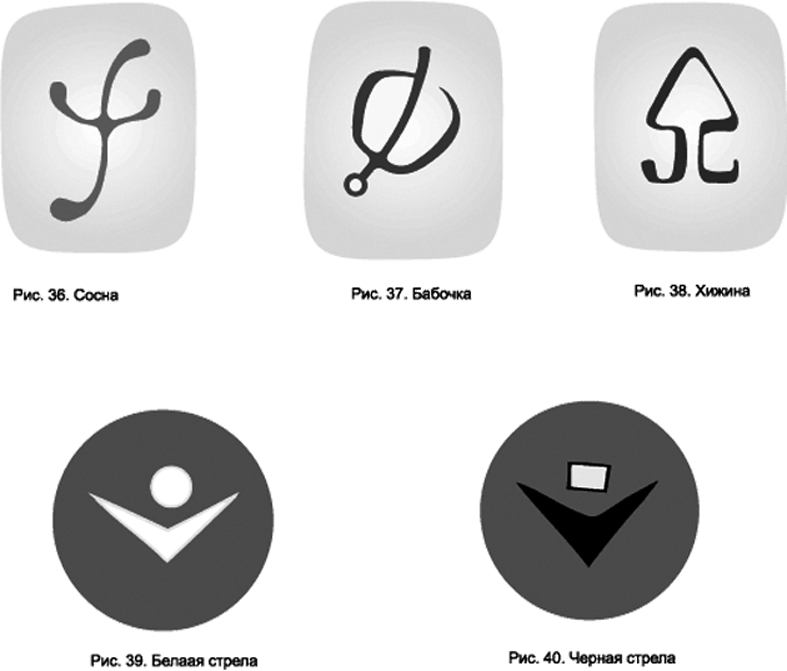 Рис. 36. Сосна
Рис. 37. Бабочка
Рис. 38. Хижина
Рис. 39. Белаая стрела
Рис. 40. Черная стрела